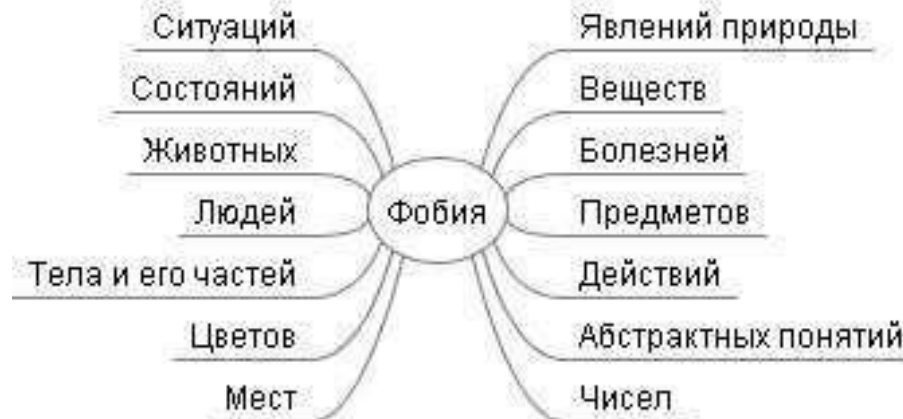 Ситуаций
Состояний
Животных
Людей
Тела и его частей
Цветов
Мест
Фобия
Явлений природы
Веществ
Болезней
Предметов
Действий
Абстрактных понятий
Чисел